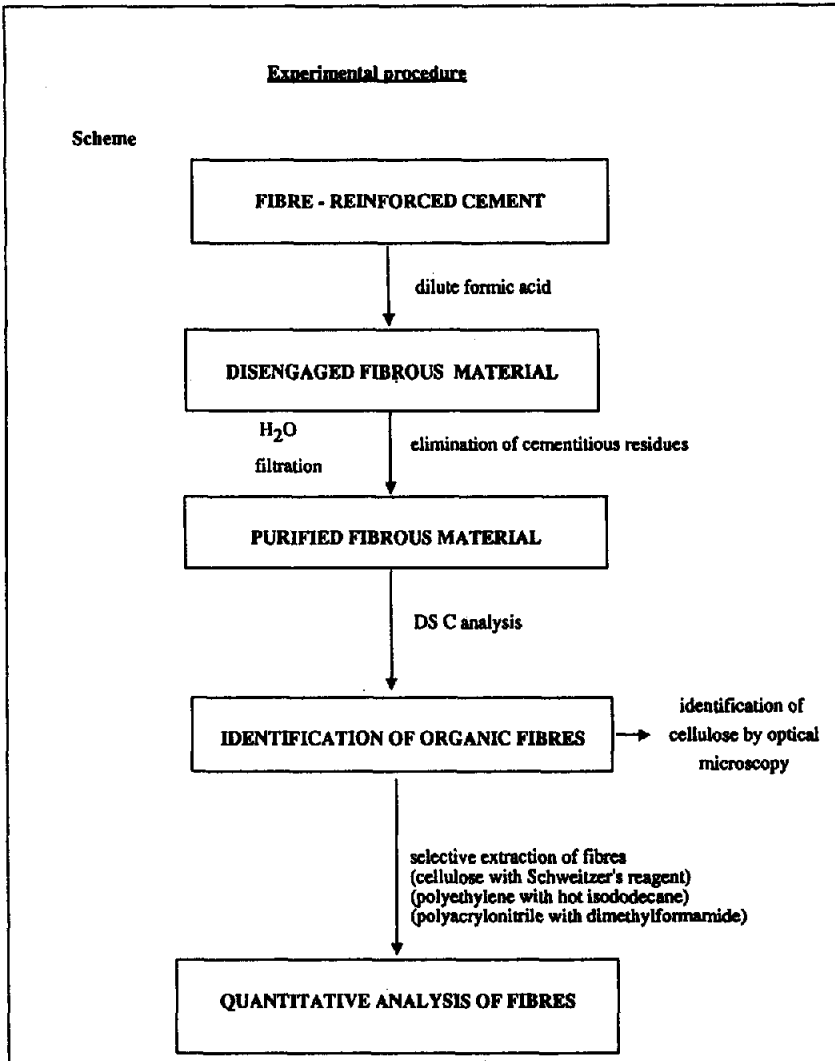 Experimental procedure
Scheme
FIBRE - REINFORCED CEMENT
dilute formic acid
DISENGAGED FIBROUS MATERIAL
H₂O
filtration
elimination of cementitious residues
PURIFIED FIBROUS MATERIAL
DS C analysis
IDENTIFICATION OF ORGANIC FIBRES
identification of
cellulose by optical
microscopy
selective extraction of fibres
(cellulose with Schweitzer's reagent)
(polyethylene with hot isododecane)
(polyacrylonitrile with dimethylformamide)
QUANTITATIVE ANALYSIS OF FIBRES